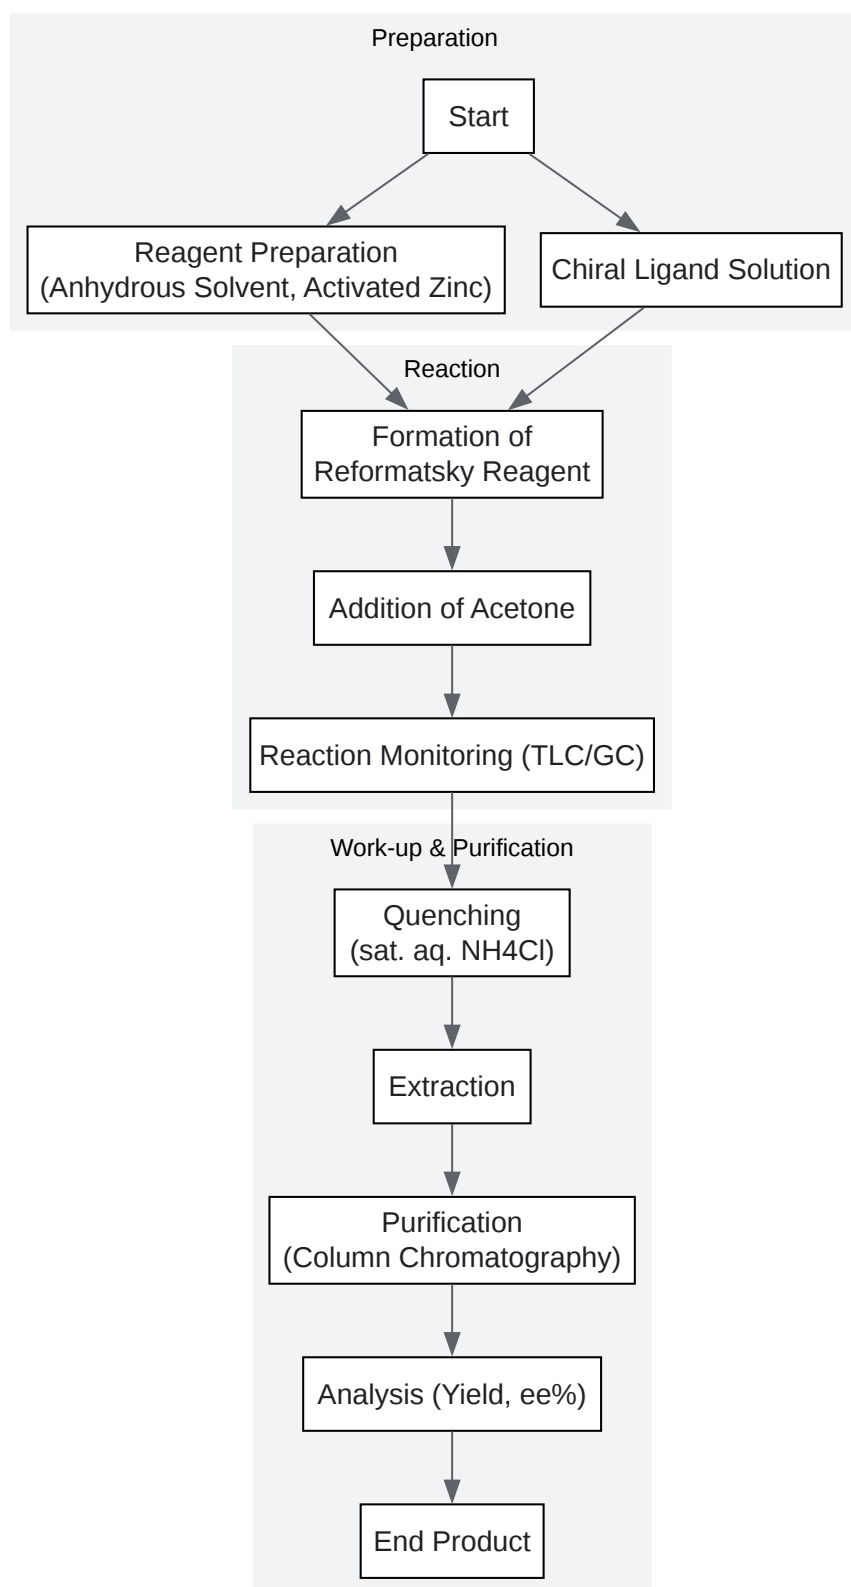 Preparation
Start
Reagent Preparation
(Anhydrous Solvent, Activated Zinc)
Chiral Ligand Solution
Reaction
Formation of
Reformatsky Reagent
Addition of Acetone
Reaction Monitoring (TLC/GC)
Work-up & Purification
Quenching
(sat. aq. NH4Cl)
Extraction
Purification
(Column Chromatography)
Analysis (Yield, ee%)
End Product